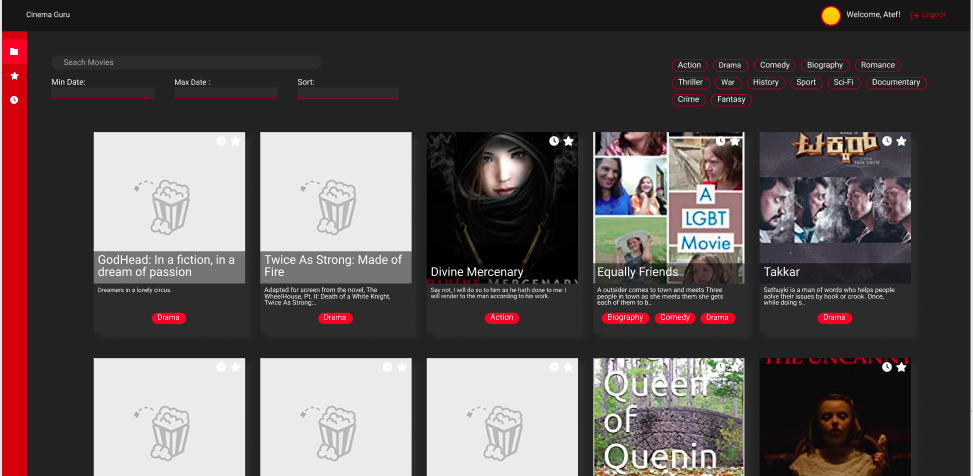 Cinema Guru
Welcome, Atef!
Logout
Seach Movies
Min Date:
Max Date :
Sort:
Action
Drama
Comedy
Biography
Romance
Thriller
War
History
Sport
Sci-Fi
Documentary
Crime
Fantasy
GodHead: In a fiction, in a
dream of passion
Dreamers in a lonely circus.
Drama
Twice As Strong: Made of
Fire
Adapted for screen from the novel, The
WheelHouse, Pt. II: Death of a White Knight,
Twice As Strong:..
Drama
Divine Mercenary
DIVINE MERCENARY
Say not, I will do so to him as he hath done to me: I
will render to the man according to his work.
Action
A
LGBT
Movie
Equally Friends
A outsider comes to town and meets Three
people in town as she meets them she gets
each of them to b..
Biography
Comedy
Drama
ಟಕ್ಕರ್
Takkar
Sathuyki is a man of words who helps people
solve their issues by hook or crook. Once,
while doing s..
Drama
Queen
of
Quenin
THE UNCANNY